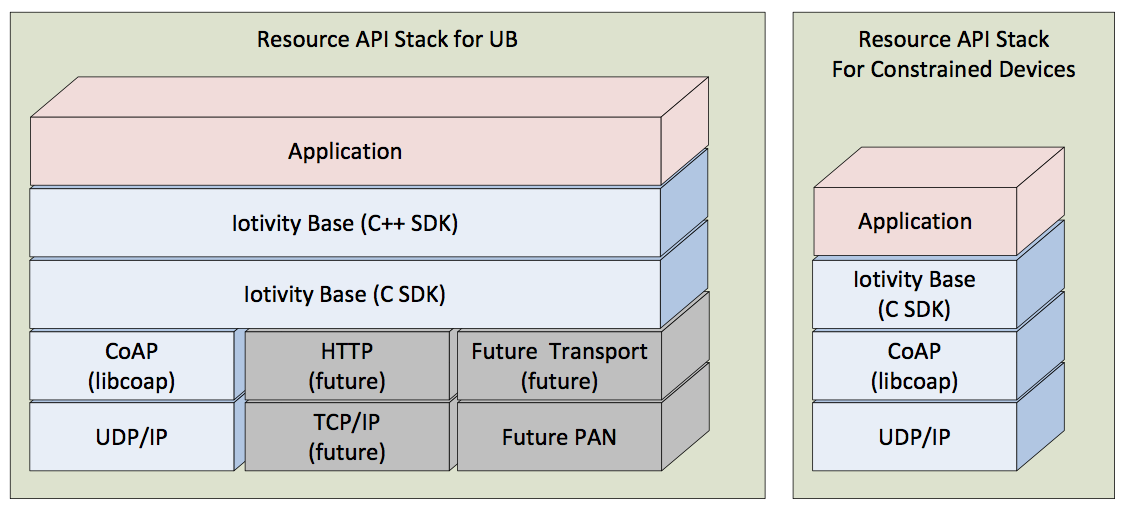 Resource API Stack for UB
Application
Iotivity Base (C++ SDK)
Iotivity Base (C SDK)
CoAP
(libcoap)
HTTP
(future)
Future Transport
(future)
UDP/IP
TCP/IP
(future)
Future PAN
Resource API Stack
For Constrained Devices
Application
Iotivity Base
(C SDK)
CoAP
(libcoap)
UDP/IP